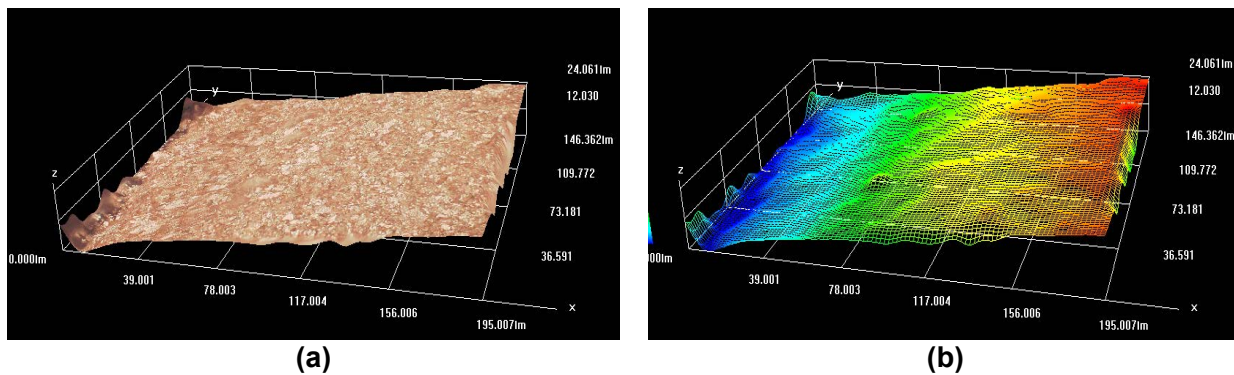 24.061lm
12.030
146.362lm
109.772
73.181
36.591
y
z
0.000lm
39.001
78.003
117.004
156.006
195.007lm
x
(a)
24.061lm
12.030
146.362lm
109.772
73.181
36.591
y
z
000lm
39.001
78.003
117.004
156.006
195.007lm
x
(b)